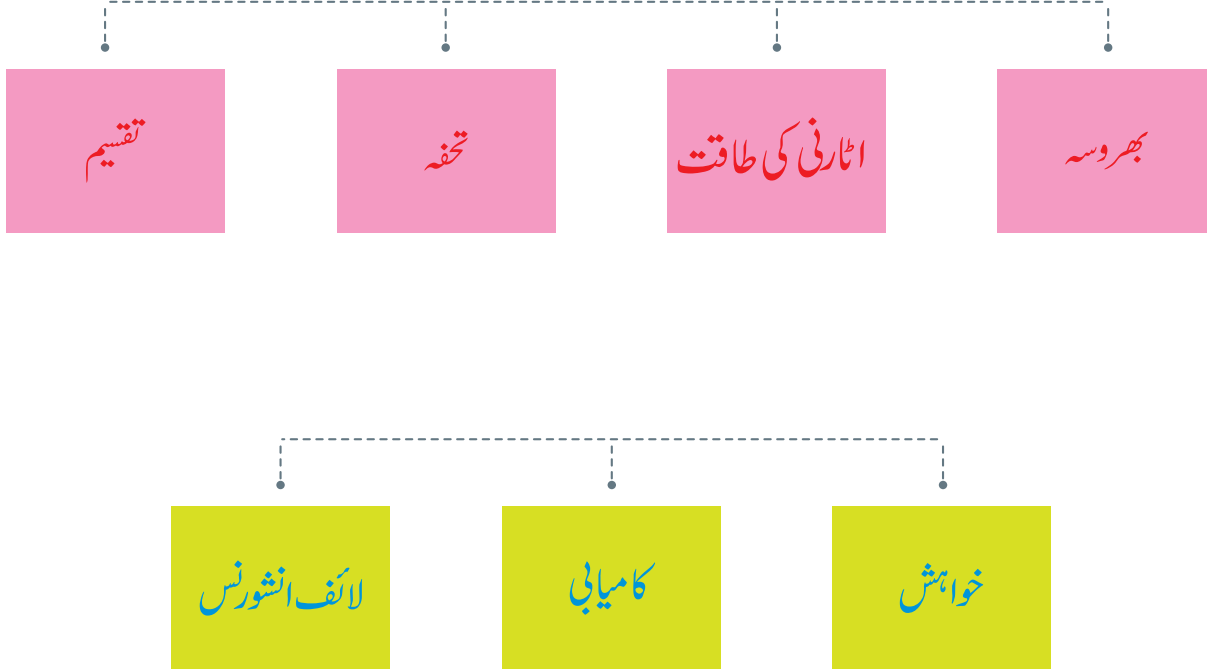 بھروسہ
اٹارنی کی طاقت
تحفہ
تقسیم
خواہش
کامیابی
لائف انشورنس